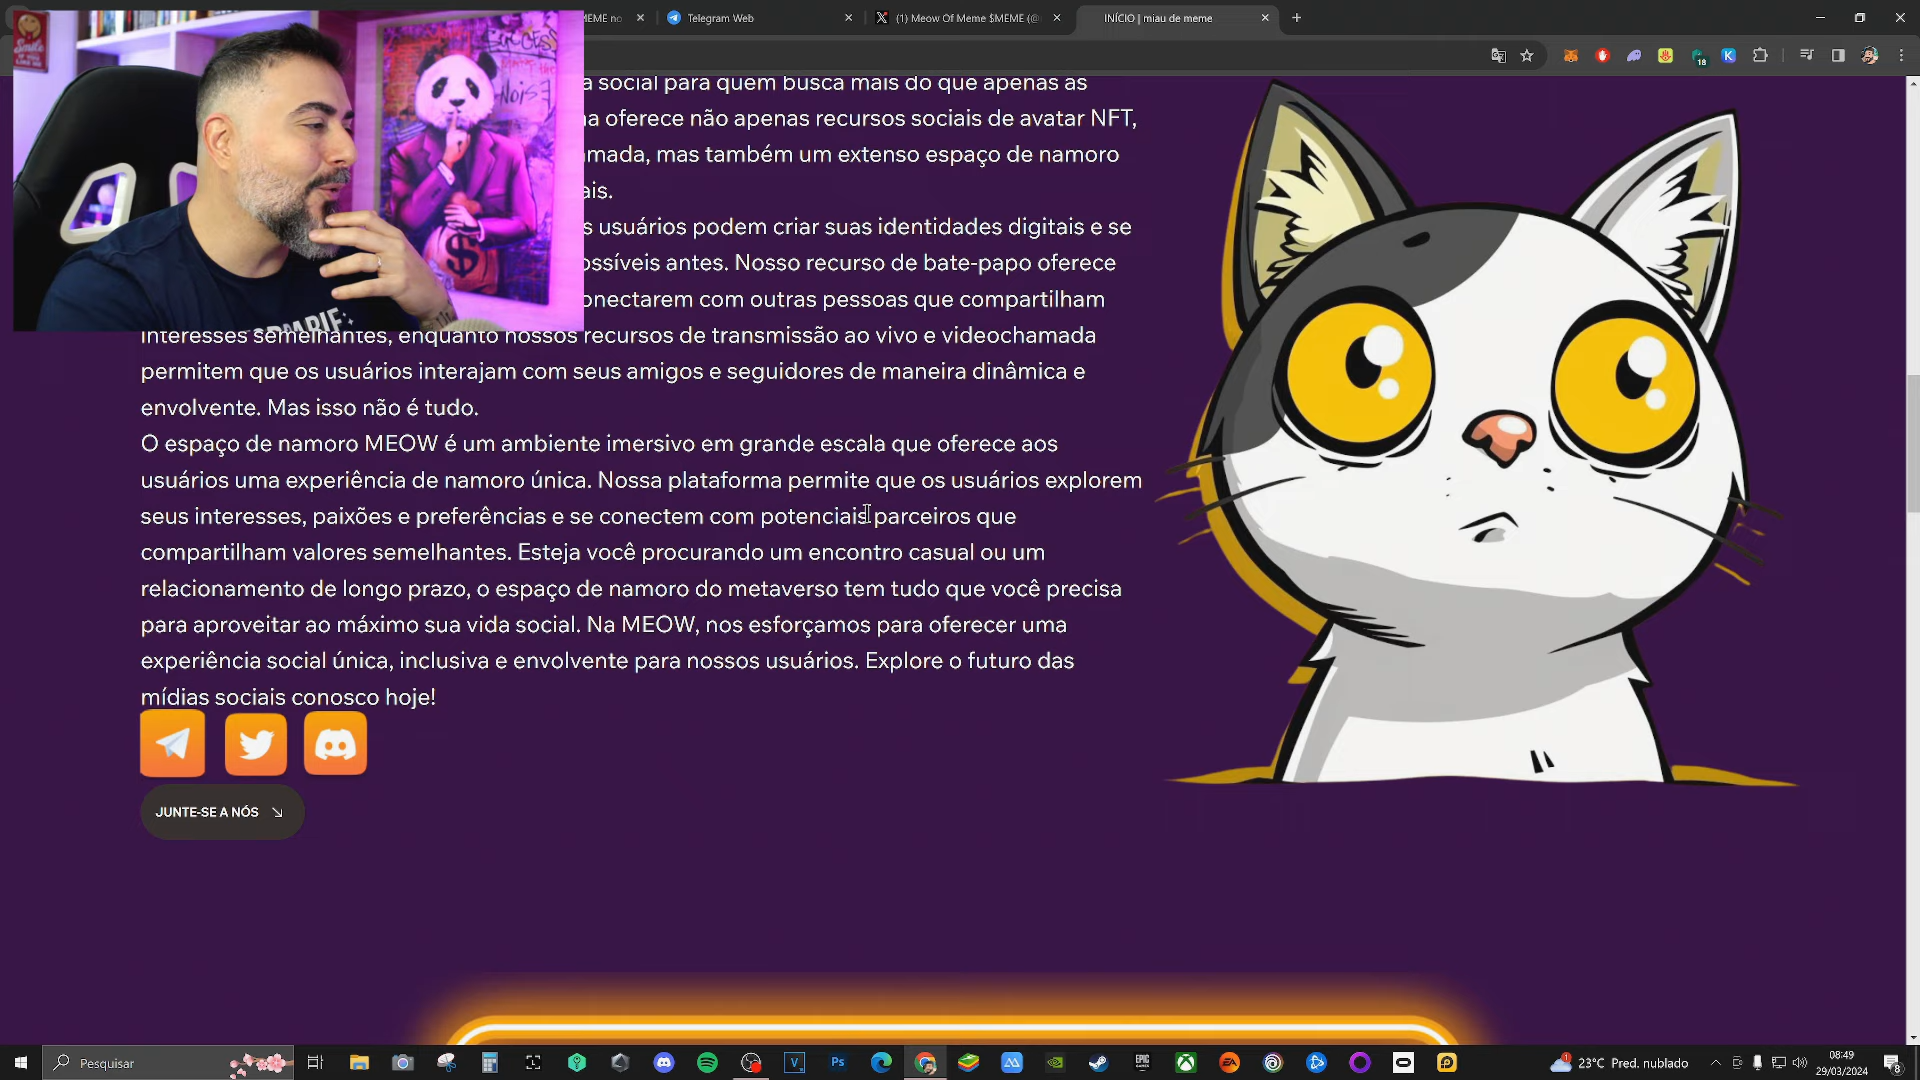 MEME no
Telegram Web
(1) Meow Of Meme $MEME (@
INÍCIO | miau de meme
18
Smile
SUCCESS
NOISE
$
a social para quem busca mais do que apenas as
na oferece não apenas recursos sociais de avatar NFT,
amada, mas também um extenso espaço de namoro
ais.
s usuários podem criar suas identidades digitais e se
ossíveis antes. Nosso recurso de bate-papo oferece
onectarem com outras pessoas que compartilham
interesses semelhantes, enquanto nossos recursos de transmissão ao vivo e videochamada
permitem que os usuários interajam com seus amigos e seguidores de maneira dinâmica e
envolvente. Mas isso não é tudo.
O espaço de namoro MEOW é um ambiente imersivo em grande escala que oferece aos
usuários uma experiência de namoro única. Nossa plataforma permite que os usuários explorem
seus interesses, paixões e preferências e se conectem com potenciais parceiros que
compartilham valores semelhantes. Esteja você procurando um encontro casual ou um
relacionamento de longo prazo, o espaço de namoro do metaverso tem tudo que você precisa
para aproveitar ao máximo sua vida social. Na MEOW, nos esforçamos para oferecer uma
experiência social única, inclusiva e envolvente para nossos usuários. Explore o futuro das
mídias sociais conosco hoje!
JUNTE-SE A NÓS
Pesquisar
23°C Pred. nublado
08:49
29/03/2024